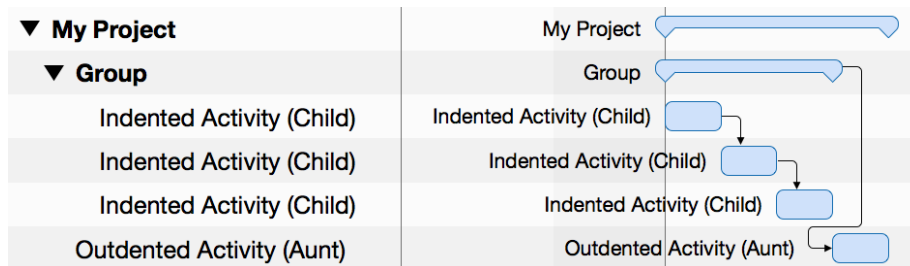 My Project My Project
Group Group
Indented Activity (Child) Indented Activity (Child)
Indented Activity (Child) Indented Activity (Child)
Indented Activity (Child) Indented Activity (Child)
Outdented Activity (Aunt) Outdented Activity (Aunt)